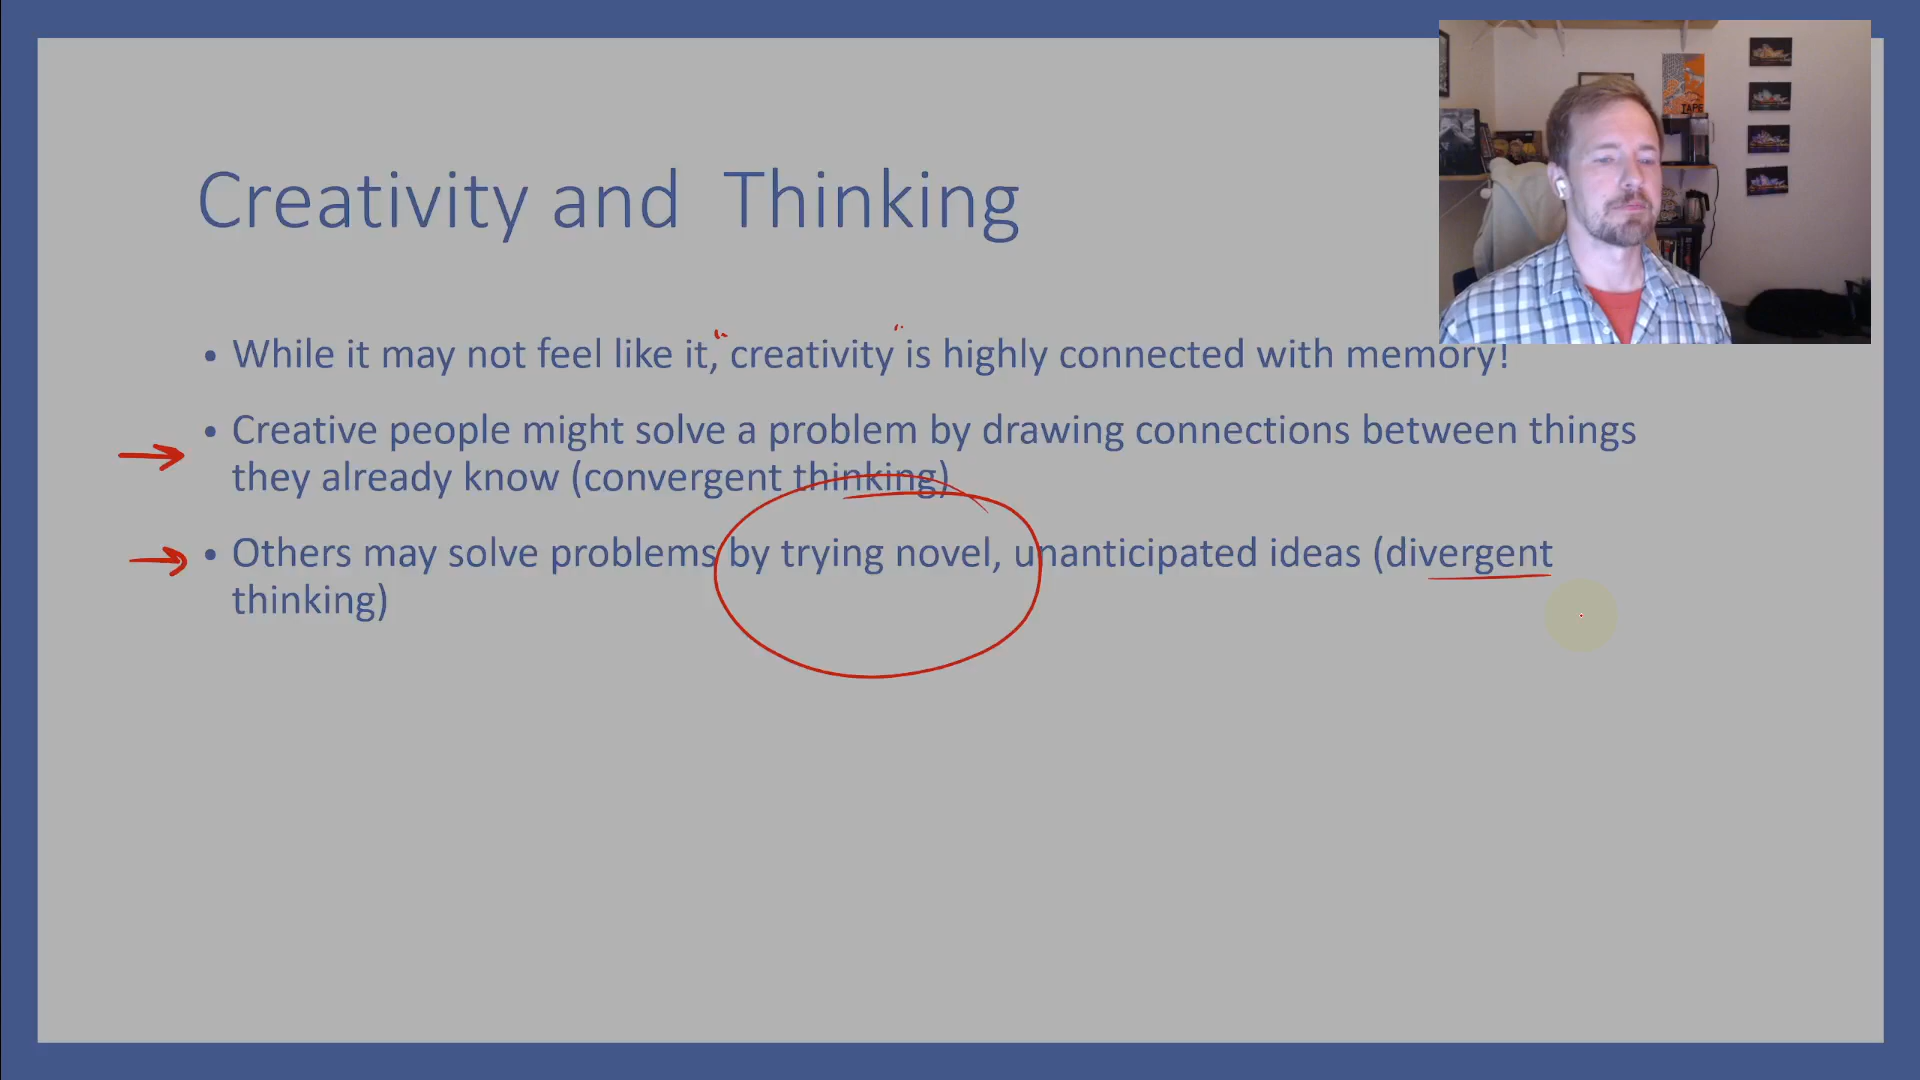 TAPE
Creativity and Thinking
• While it may not feel like it, "creativity" is highly connected with memory!
• Creative people might solve a problem by drawing connections between things
they already know (convergent thinking)
• Others may solve problems by trying novel, unanticipated ideas (divergent
thinking)